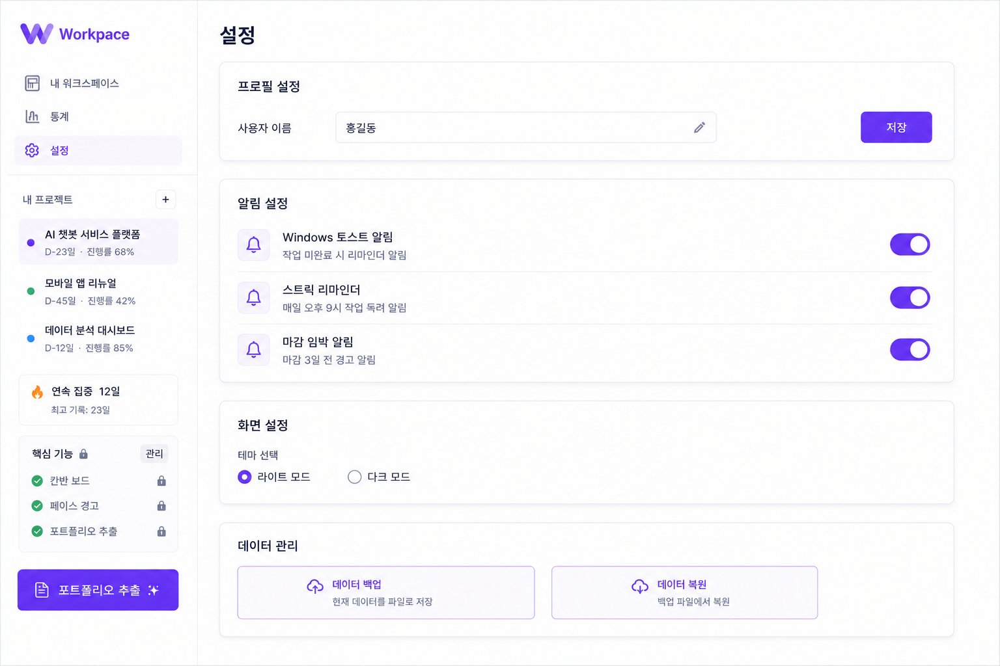 Workpace
내 워크스페이스
통계
설정
내 프로젝트
+
AI 챗봇 서비스 플랫폼
D-23일 · 진행률 68%
모바일 앱 리뉴얼
D-45일 · 진행률 42%
데이터 분석 대시보드
D-12일 · 진행률 85%
연속 집중 12일
최고 기록: 23일
핵심 기능
관리
칸반 보드
페이스 경고
포트폴리오 추출
포트폴리오 추출
설정
프로필 설정
사용자 이름
홍길동
저장
알림 설정
Windows 토스트 알림
작업 미완료 시 리마인더 알림
스트릭 리마인더
매일 오후 9시 작업 독려 알림
마감 임박 알림
마감 3일 전 경고 알림
화면 설정
테마 선택
라이트 모드
다크 모드
데이터 관리
데이터 백업
현재 데이터를 파일로 저장
데이터 복원
백업 파일에서 복원